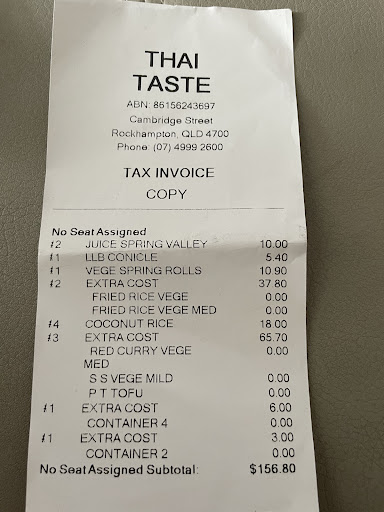 THAI
TASTE
ABN: 86156243697
Cambridge Street
Rockhampton, QLD 4700
Phone: (07) 4999 2600
TAX INVOICE
COPY
No Seat Assigned
#2 JUICE SPRING VALLEY 10.00
#1 LLB CONICLE 5.40
#1 VEGE SPRING ROLLS 10.90
#2 EXTRA COST 37.80
FRIED RICE VEGE 0.00
FRIED RICE VEGE MED 0.00
#4 COCONUT RICE 18.00
#3 EXTRA COST 65.70
RED CURRY VEGE 0.00
MED
S S VEGE MILD 0.00
P T TOFU 0.00
#1 EXTRA COST 6.00
CONTAINER 4 0.00
#1 EXTRA COST 3.00
CONTAINER 2 0.00
No Seat Assigned Subtotal: $156.80